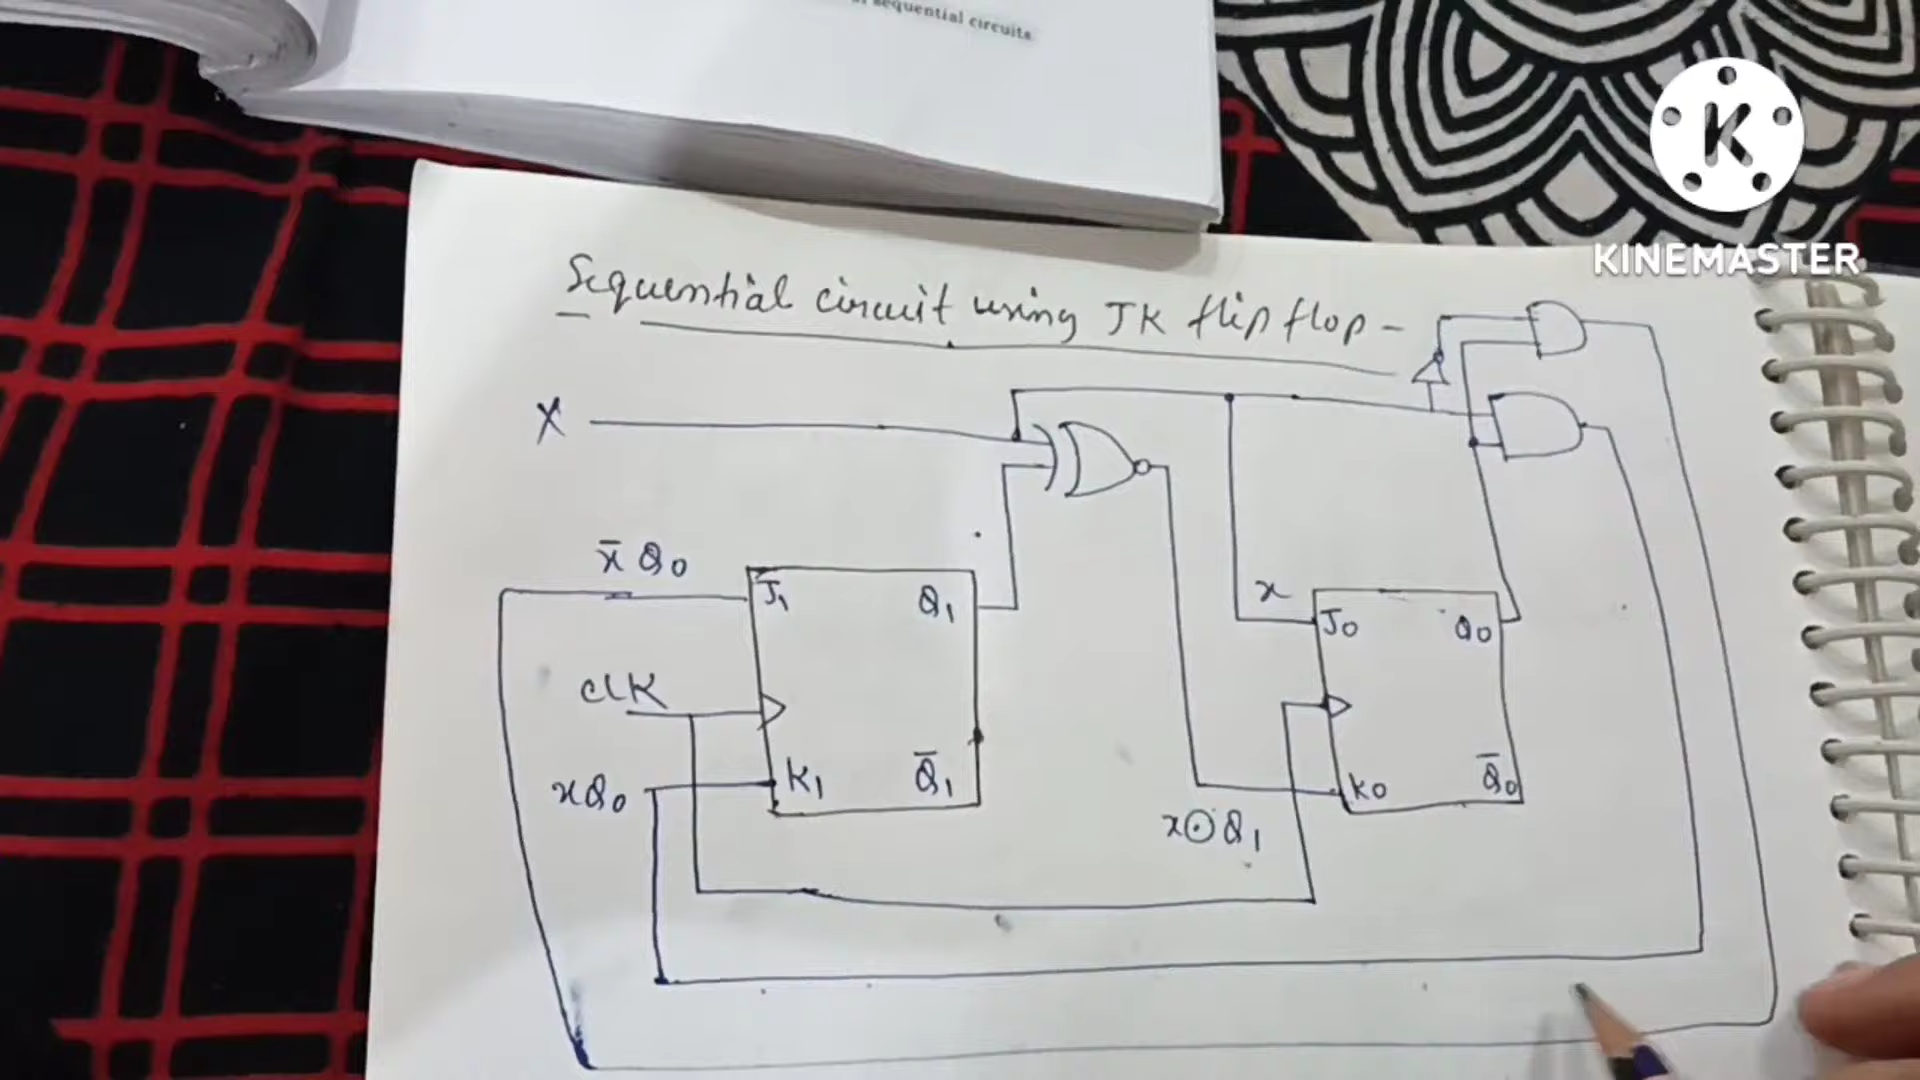 sequential circuits
K
KINEMASTER
Sequential circuit using JK flip flop -
X
x̄ Q0
J1
Q1
x
J0
Q0
CLK
xQ0
K1
Q̄1
K0
Q̄0
x⊙Q1